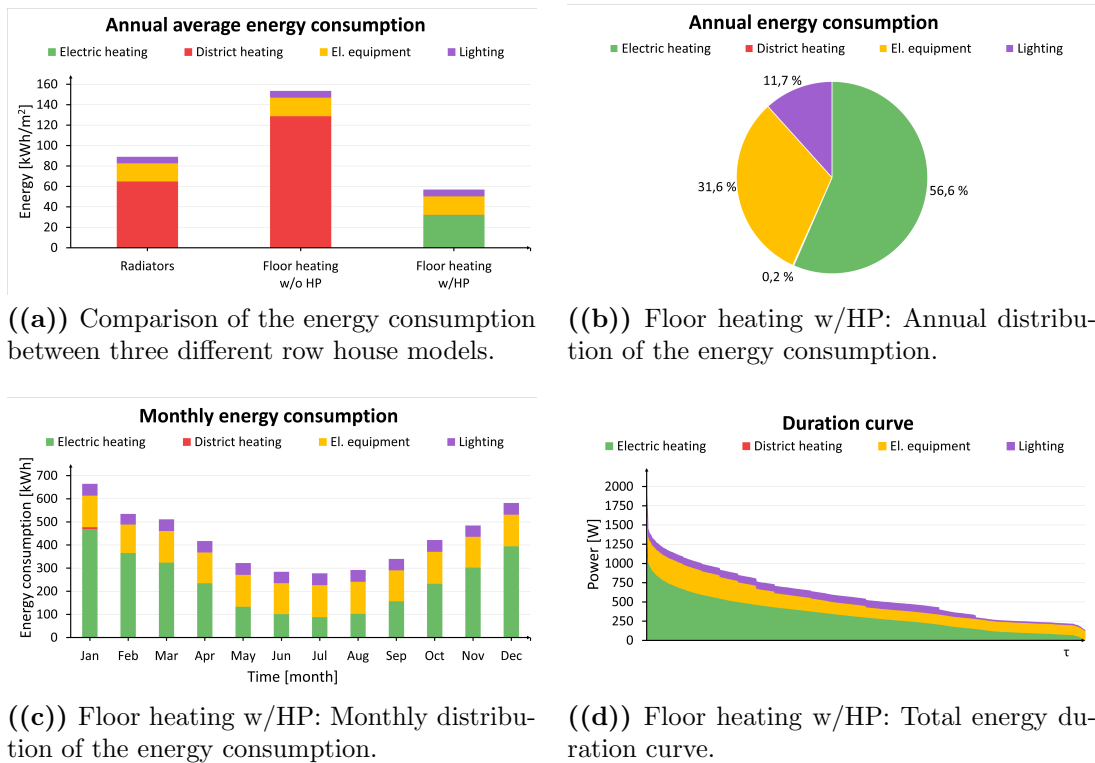 Annual average energy consumption
Electric heating District heating El. equipment Lighting
Energy [kWh/m²]
160
140
120
100
80
60
40
20
0
Radiators Floor heating w/o HP Floor heating w/HP
((a)) Comparison of the energy consumption
between three different row house models.
Annual energy consumption
Electric heating District heating El. equipment Lighting
11,7 %
31,6 %
56,6 %
0,2 %
((b)) Floor heating w/HP: Annual distribu-
tion of the energy consumption.
Monthly energy consumption
Electric heating District heating El. equipment Lighting
Energy consumption [kWh]
700
600
500
400
300
200
100
0
Jan Feb Mar Apr May Jun Jul Aug Sep Oct Nov Dec
Time [month]
((c)) Floor heating w/HP: Monthly distribu-
tion of the energy consumption.
Duration curve
Electric heating District heating El. equipment Lighting
Power [W]
2000
1750
1500
1250
1000
750
500
250
0
τ
((d)) Floor heating w/HP: Total energy du-
ration curve.